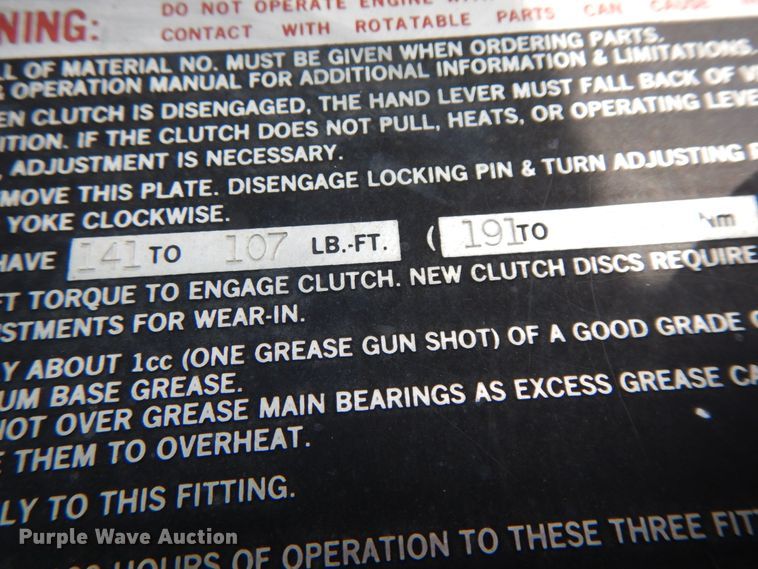 DO NOT OPERATE ENGINE
NING: CONTACT WITH ROTATABLE PARTS CAN CAUSE
LL OF MATERIAL NO. MUST BE GIVEN WHEN ORDERING PARTS.
OPERATION MANUAL FOR ADDITIONAL INFORMATION & LIMITATIONS.
EN CLUTCH IS DISENGAGED, THE HAND LEVER MUST FALL BACK OF
ITION. IF THE CLUTCH DOES NOT PULL, HEATS, OR OPERATING LEVE
ADJUSTMENT IS NECESSARY.
MOVE THIS PLATE. DISENGAGE LOCKING PIN & TURN ADJUSTING
YOKE CLOCKWISE.
HAVE 141 TO 107 LB.-FT. ( 191 TO Nm
FT TORQUE TO ENGAGE CLUTCH. NEW CLUTCH DISCS REQUIRE
STMENTS FOR WEAR-IN.
Y ABOUT 1cc (ONE GREASE GUN SHOT) OF A GOOD GRADE
UM BASE GREASE.
NOT OVER GREASE MAIN BEARINGS AS EXCESS GREASE CA
E THEM TO OVERHEAT.
LY TO THIS FITTING.
HOURS OF OPERATION TO THESE THREE FIT
Purple Wave Auction